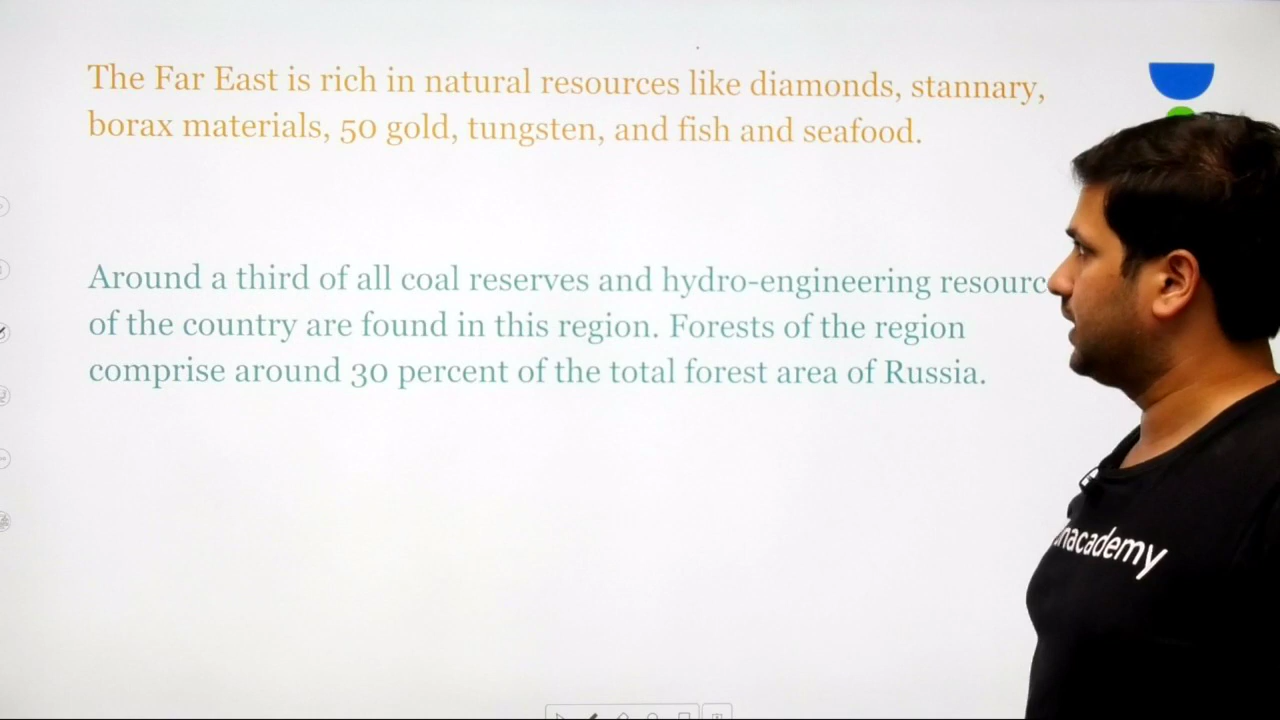 The Far East is rich in natural resources like diamonds, stannary,
borax materials, 50 gold, tungsten, and fish and seafood.
Around a third of all coal reserves and hydro-engineering
of the country are found in this region. Forests of the region
comprise around 30 percent of the total forest area of Russia.